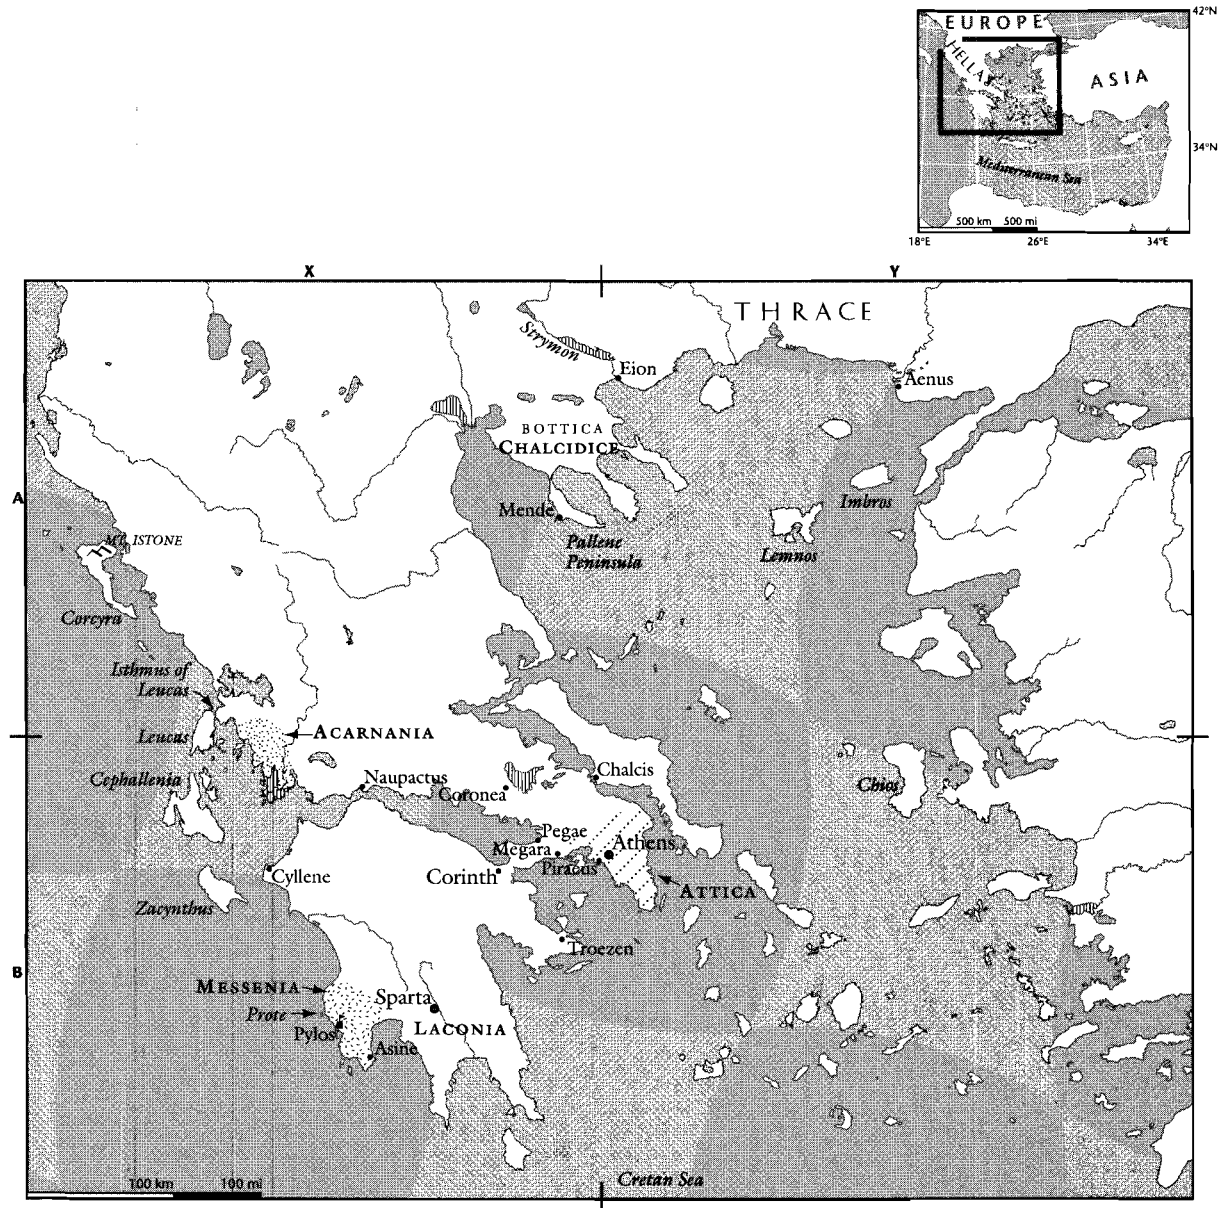 EUROPE
HELLAS
ASIA
Mediterranean Sea
500 km 500 mi
42°N
34°N
18°E 26°E 34°E
X Y
A
B
THRACE
Strymon
Eion
Aenus
BOTTICA
CHALCIDICE
Mende
Pallene
Peninsula
Imbros
Lemnos
MT. ISTONE
Corcyra
Isthmus of
Leucas
Leucas
ACARNANIA
Cephallenia
Naupactus
Coronea
Chalcis
Chios
Pegae
Megara
Athens
Piraeus
Corinth
ATTICA
Cyllene
Zacynthus
Troezen
MESSENIA
Prote
Sparta
Pylos
LACONIA
Asine
Cretan Sea
100 km 100 mi